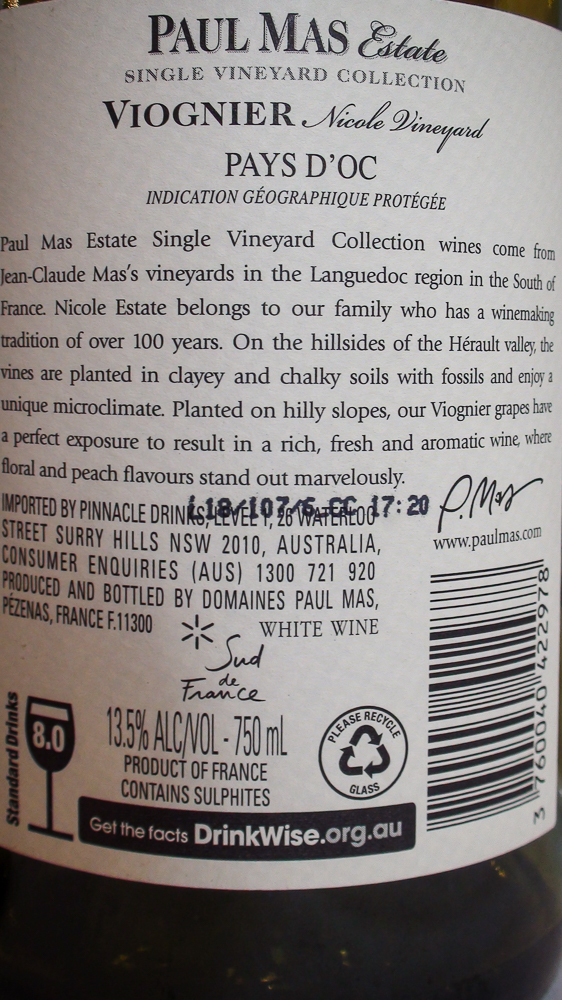 PAUL MAS Estate
SINGLE VINEYARD COLLECTION
VIOGNIER Nicole Vineyard
PAYS D'OC
INDICATION GÉOGRAPHIQUE PROTÉGÉE
Paul Mas Estate Single Vineyard Collection wines come from
Jean-Claude Mas's vineyards in the Languedoc region in the South of
France. Nicole Estate belongs to our family who has a winemaking
tradition of over 100 years. On the hillsides of the Hérault valley, the
vines are planted in clayey and chalky soils with fossils and enjoy a
unique microclimate. Planted on hilly slopes, our Viognier grapes have
a perfect exposure to result in a rich, fresh and aromatic wine, where
floral and peach flavours stand out marvelously.
L18/107/6 CC 17:20
IMPORTED BY PINNACLE DRINKS, LEVEL 1, 26 WATERLOO
STREET SURRY HILLS NSW 2010, AUSTRALIA,
CONSUMER ENQUIRIES (AUS) 1300 721 920
PRODUCED AND BOTTLED BY DOMAINES PAUL MAS,
PÉZENAS, FRANCE F.11300
P. Mas
www.paulmas.com
WHITE WINE
Sud
de
France
Standard Drinks
8.0
13.5% ALC/VOL - 750 mL
PRODUCT OF FRANCE
CONTAINS SULPHITES
PLEASE RECYCLE
GLASS
Get the facts DrinkWise.org.au
3 760040 422978